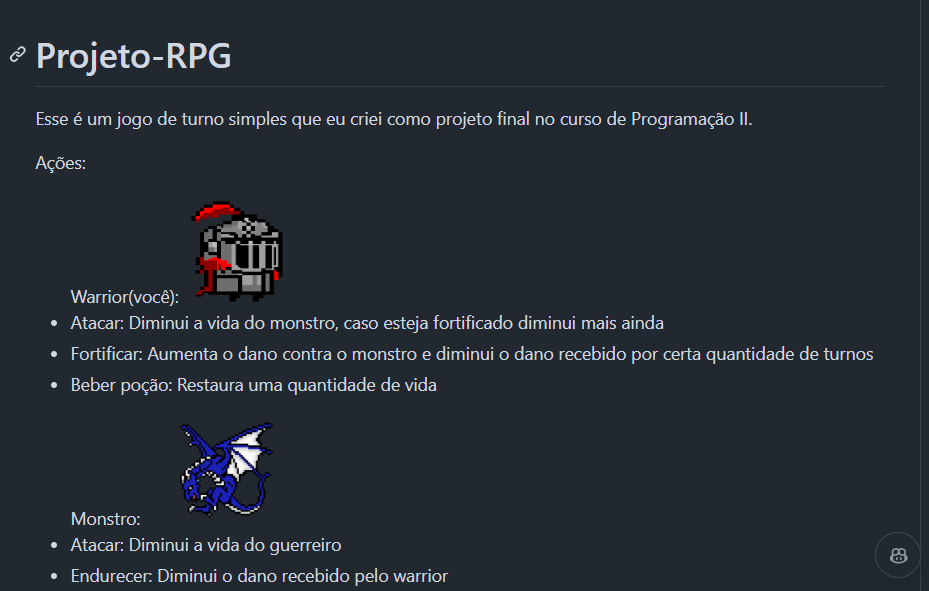 Projeto-RPG
Esse é um jogo de turno simples que eu criei como projeto final no curso de Programação II.
Ações:
Warrior(você):
Atacar: Diminui a vida do monstro, caso esteja fortificado diminui mais ainda
Fortificar: Aumenta o dano contra o monstro e diminui o dano recebido por certa quantidade de turnos
Beber poção: Restaura uma quantidade de vida
Monstro:
Atacar: Diminui a vida do guerreiro
Endurecer: Diminui o dano recebido pelo warrior